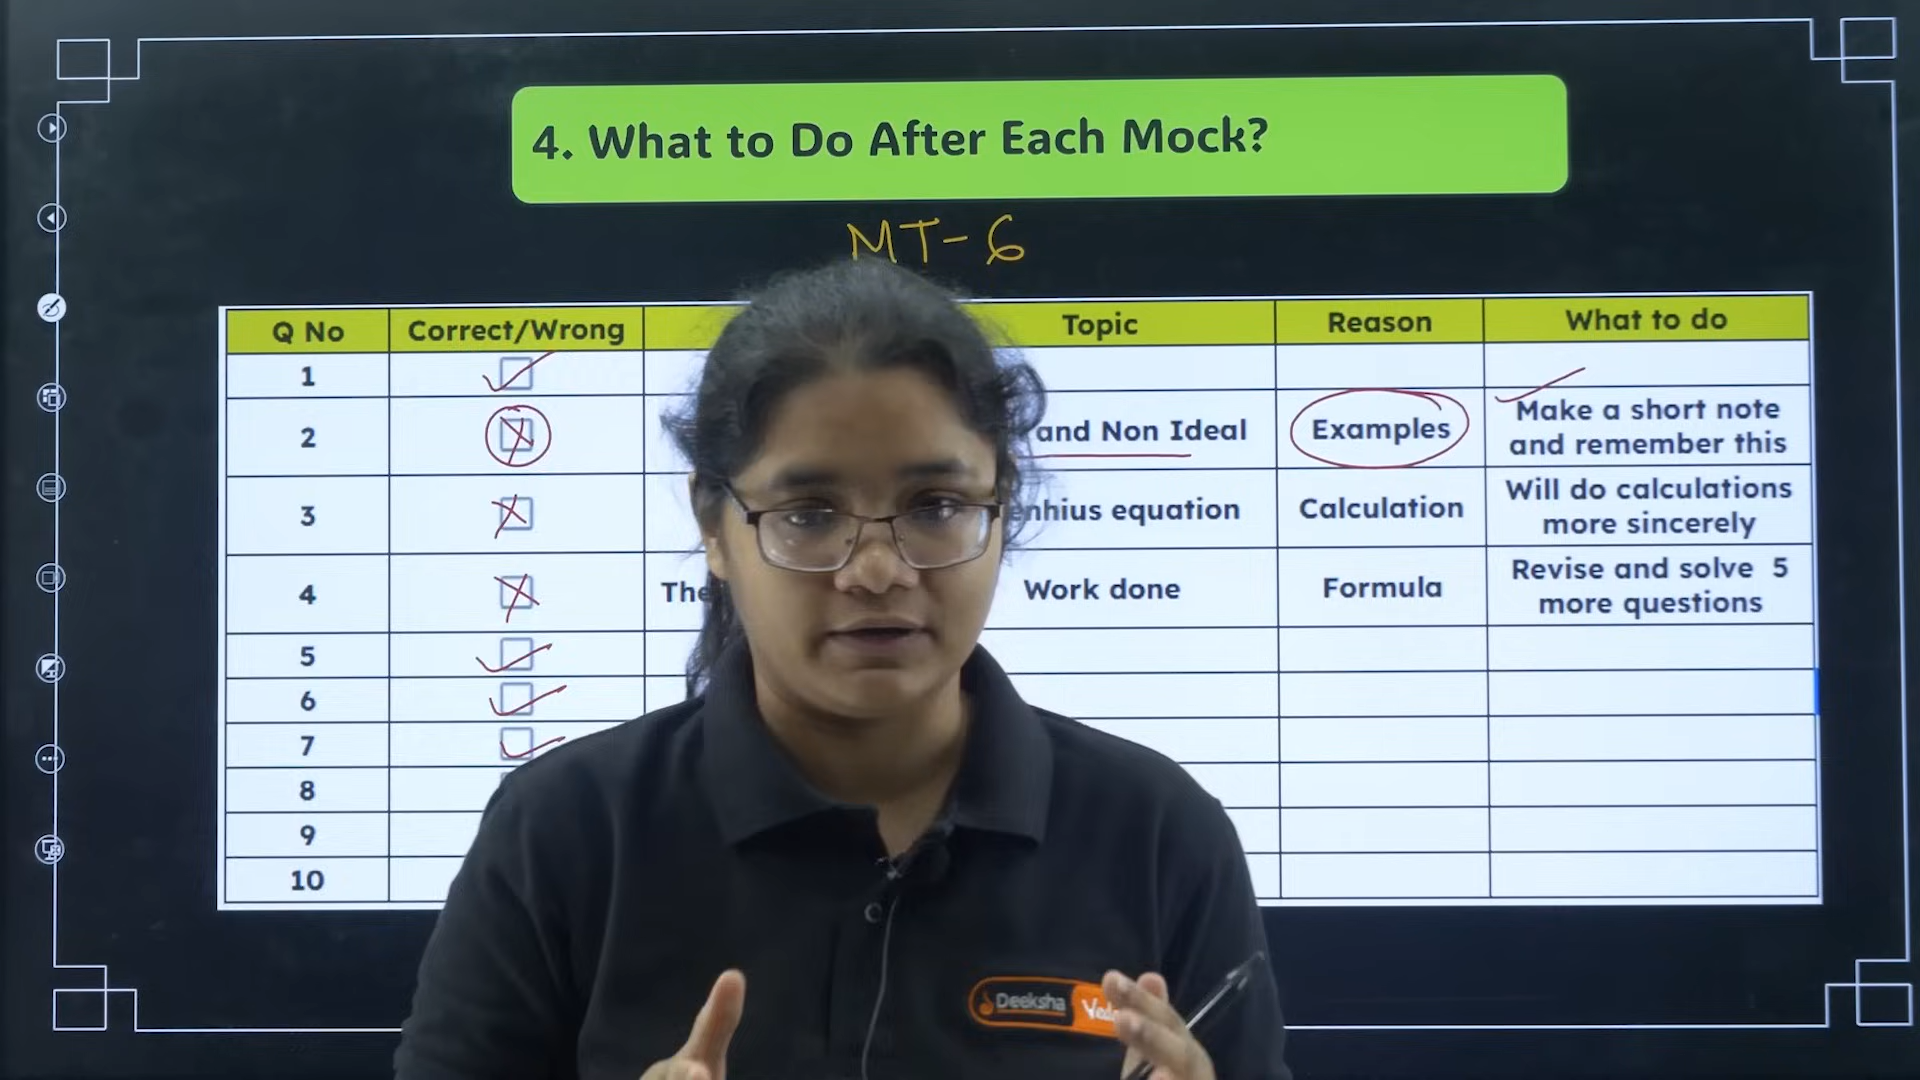 4. What to Do After Each Mock?
MT-6
Q No Correct/Wrong Topic Reason What to do
1
2 and Non Ideal Examples Make a short note
and remember this
3 equation Calculation Will do calculations
more sincerely
4 Work done Formula Revise and solve 5
more questions
5
6
7
8
9
10
Deeksha